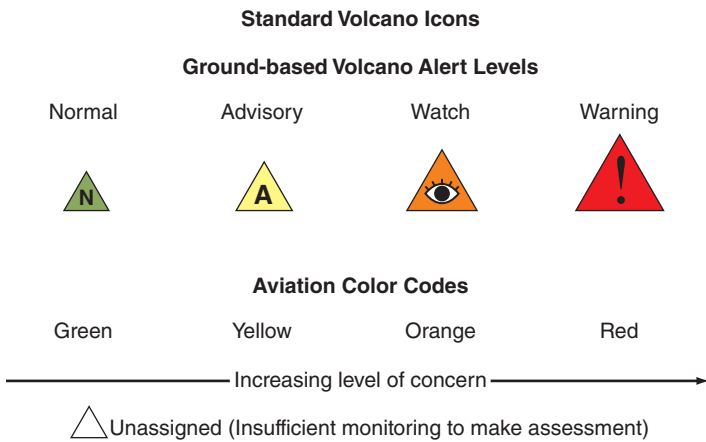 Standard Volcano Icons
Ground-based Volcano Alert Levels
Normal Advisory Watch Warning
N A !
Aviation Color Codes
Green Yellow Orange Red
Increasing level of concern
Unassigned (Insufficient monitoring to make assessment)